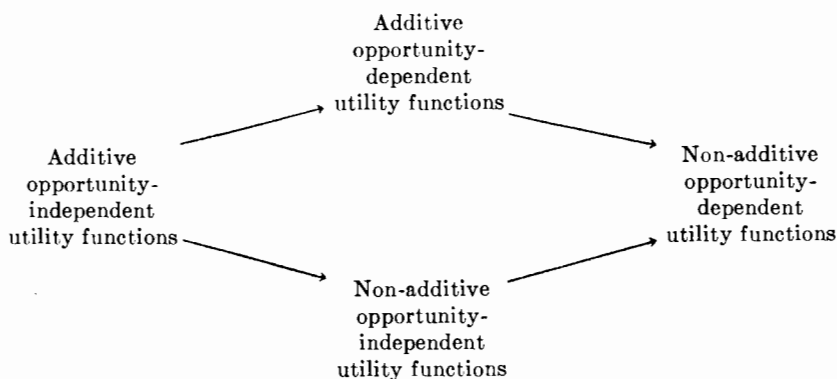 Additive
opportunity-
dependent
utility functions
Additive
opportunity-
independent
utility functions
Non-additive
opportunity-
dependent
utility functions
Non-additive
opportunity-
independent
utility functions